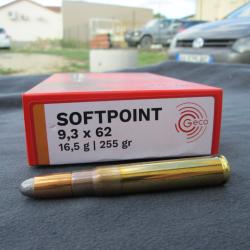 SOFTPOINT
9,3 x 62
16,5 g | 255 gr
Geco